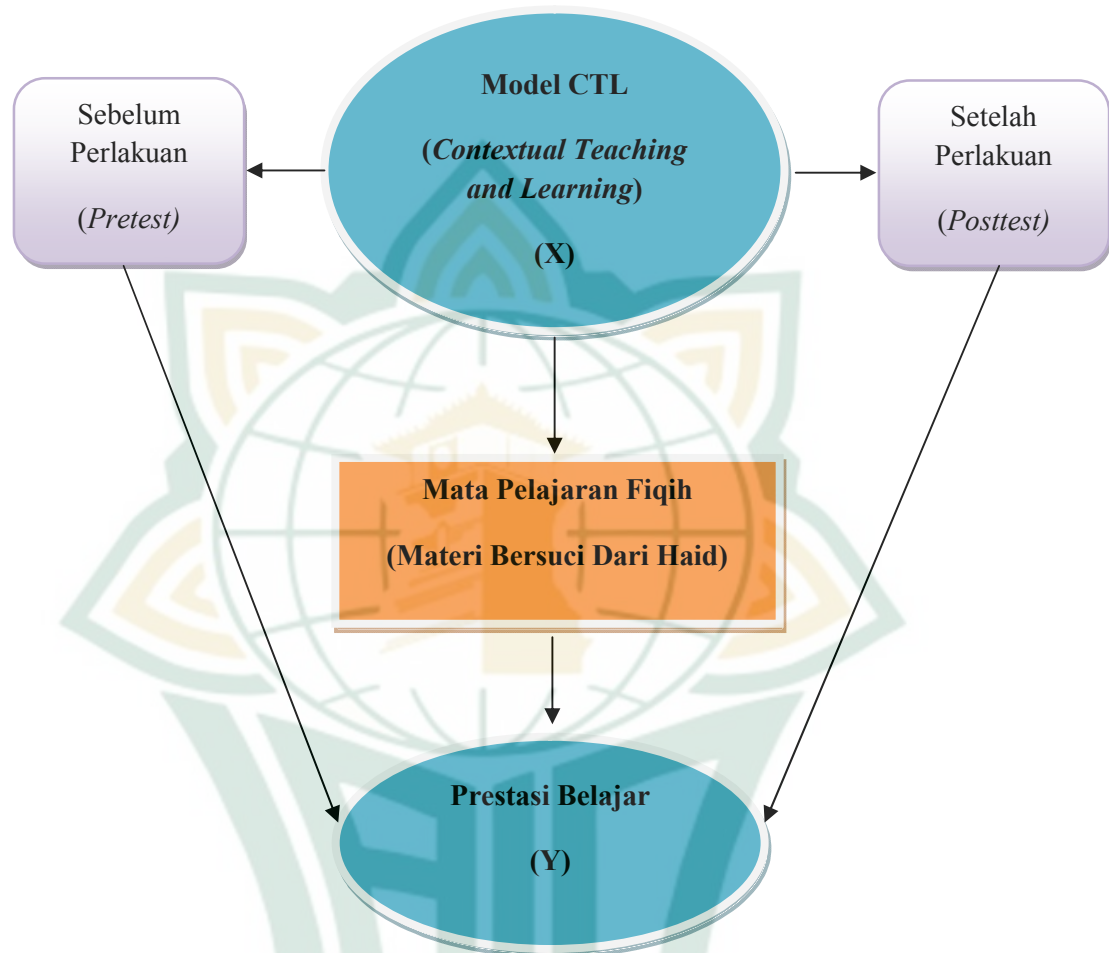 Model CTL
(Contextual Teaching
and Learning)
(X)
Sebelum
Perlakuan
(Pretest)
Setelah
Perlakuan
(Posttest)
Mata Pelajaran Fiqih
(Materi Bersuci Dari Haid)
Prestasi Belajar
(Y)